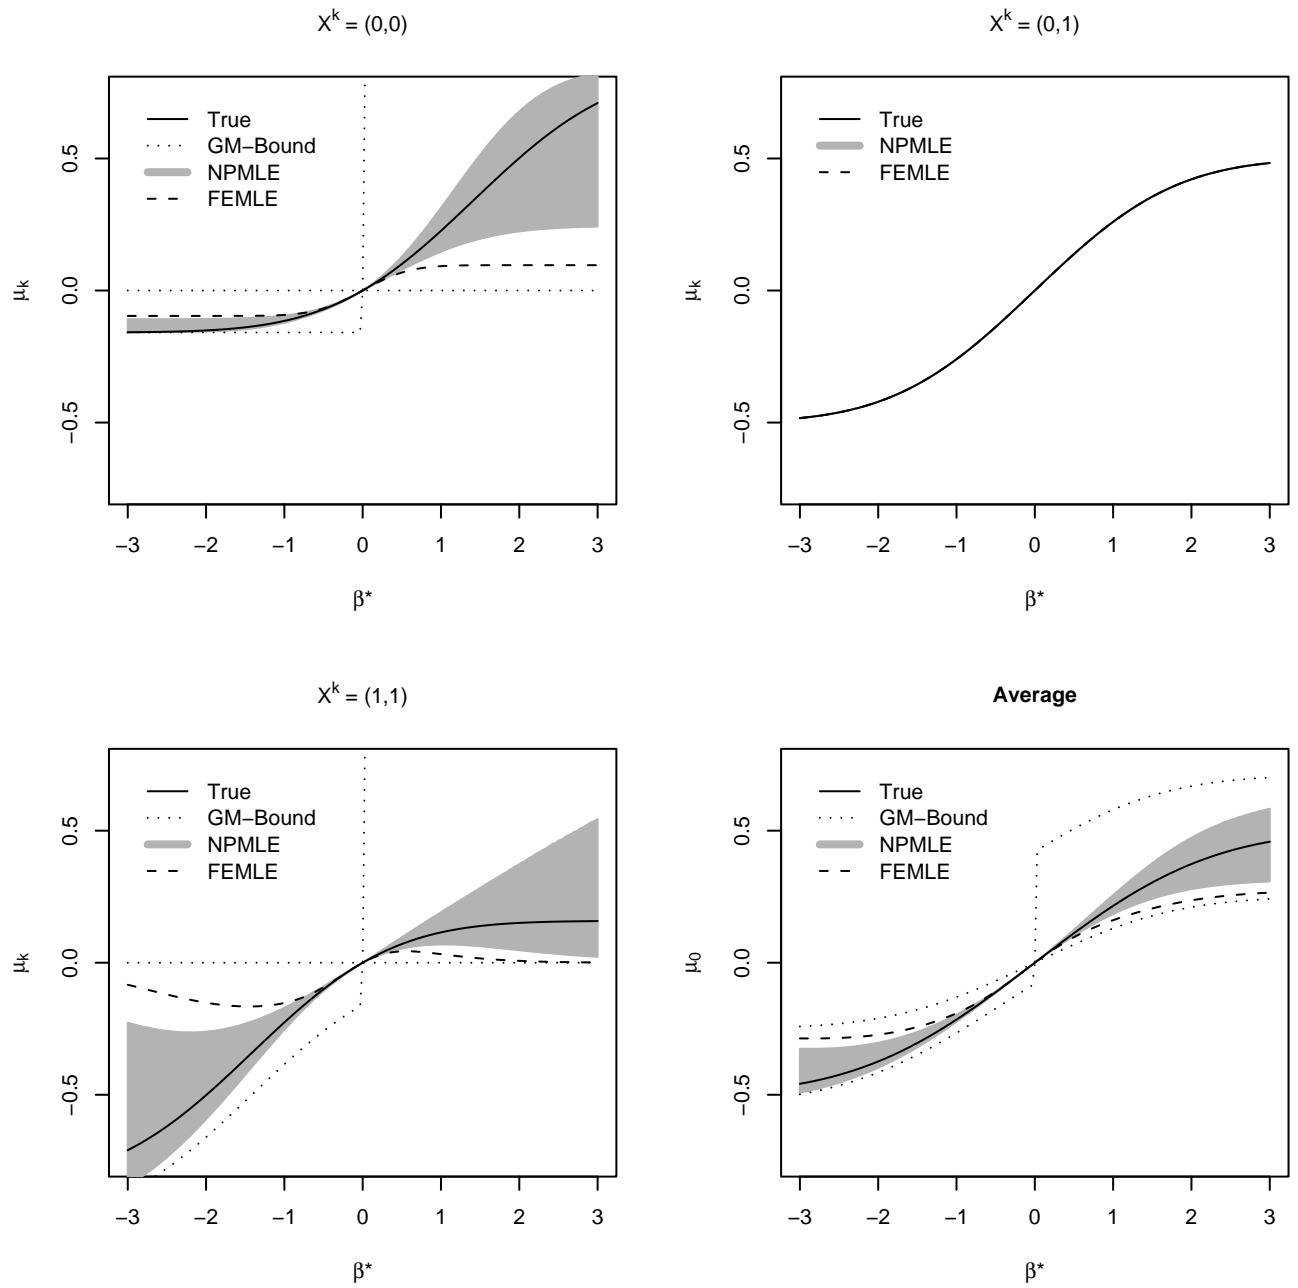 X^k = (0,0)
True
GM−Bound
NPMLE
FEMLE
0.5
0.0
−0.5
μ_k
−3 −2 −1 0 1 2 3
β*
X^k = (0,1)
True
NPMLE
FEMLE
0.5
0.0
−0.5
μ_k
−3 −2 −1 0 1 2 3
β*
X^k = (1,1)
True
GM−Bound
NPMLE
FEMLE
0.5
0.0
−0.5
μ_k
−3 −2 −1 0 1 2 3
β*
Average
True
GM−Bound
NPMLE
FEMLE
0.5
0.0
−0.5
μ_0
−3 −2 −1 0 1 2 3
β*